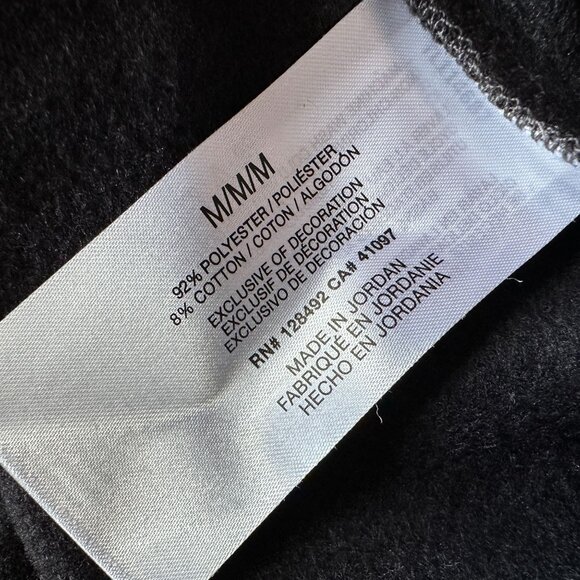 M/M/M
92% POLYESTER / POLIÉSTER
8% COTTON / COTON / ALGODÓN
EXCLUSIVE OF DECORATION
EXCLUSIF DE DÉCORATION
EXCLUSIVO DE DECORACIÓN
RN# 128492 CA# 41097
MADE IN JORDAN
FABRIQUÉ EN JORDANIE
HECHO EN JORDANIA